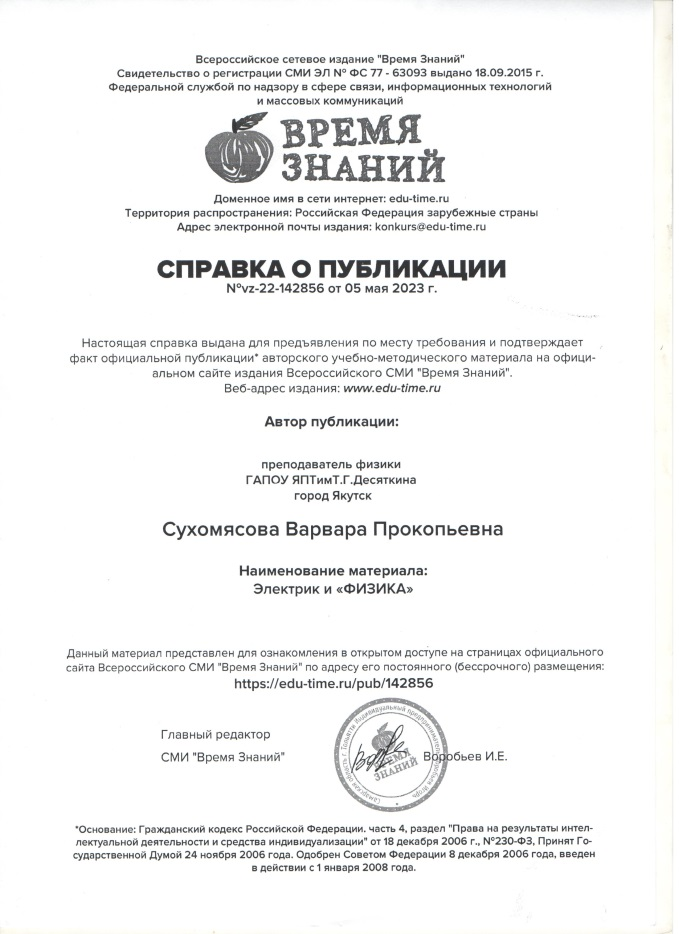 Всероссийское сетевое издание "Время Знаний"
Свидетельство о регистрации СМИ ЭЛ № ФС 77 - 63093 выдано 18.09.2015 г.
Федеральной службой по надзору в сфере связи, информационных технологий
и массовых коммуникаций
ВРЕМЯ
ЗНАНИЙ
Доменное имя в сети интернет: edu-time.ru
Территория распространения: Российская Федерация зарубежные страны
Адрес электронной почты издания: konkurs@edu-time.ru
СПРАВКА О ПУБЛИКАЦИИ
№vz-22-142856 от 05 мая 2023 г.
Настоящая справка выдана для предъявления по месту требования и подтверждает
факт официальной публикации* авторского учебно-методического материала на офици-
альном сайте издания Всероссийского СМИ "Время Знаний".
Веб-адрес издания: www.edu-time.ru
Автор публикации:
преподаватель физики
ГАПОУ ЯПТимТ.Г.Десяткина
город Якутск
Сухомясова Варвара Прокопьевна
Наименование материала:
Электрик и «ФИЗИКА»
Данный материал представлен для ознакомления в открытом доступе на страницах официального
сайта Всероссийского СМИ "Время Знаний" по адресу его постоянного (бессрочного) размещения:
https://edu-time.ru/pub/142856
Главный редактор
СМИ "Время Знаний"
Воробьев И.Е.
Самарская область г. Тольятти Индивидуальный предприниматель
ВРЕМЯ
ЗНАНИЙ
*Основание: Гражданский кодекс Российской Федерации. часть 4, раздел "Права на результаты интел-
лектуальной деятельности и средства индивидуализации" от 18 декабря 2006 г., №230-ФЗ, Принят Го-
сударственной Думой 24 ноября 2006 года. Одобрен Советом Федерации 8 декабря 2006 года, введен
в действии с 1 января 2008 года.